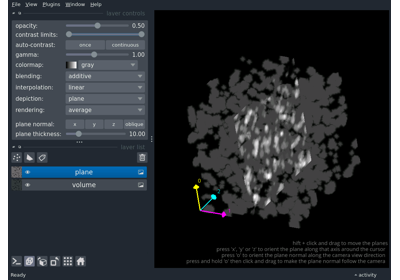 File View Plugins Window Help
layer controls
opacity: 0.50
contrast limits:
auto-contrast: once continuous
gamma: 1.00
colormap: gray
blending: additive
interpolation: linear
depiction: plane
rendering: average
plane normal: x y z oblique
plane thickness: 10.00
layer list
plane
volume
shift + click and drag to move the planes
press 'x', 'y' or 'z' to orient the plane along that axis around the cursor
press 'o' to orient the plane normal along the camera view direction
press and hold 'o' then click and drag to make the plane normal follow the camera
Ready
activity